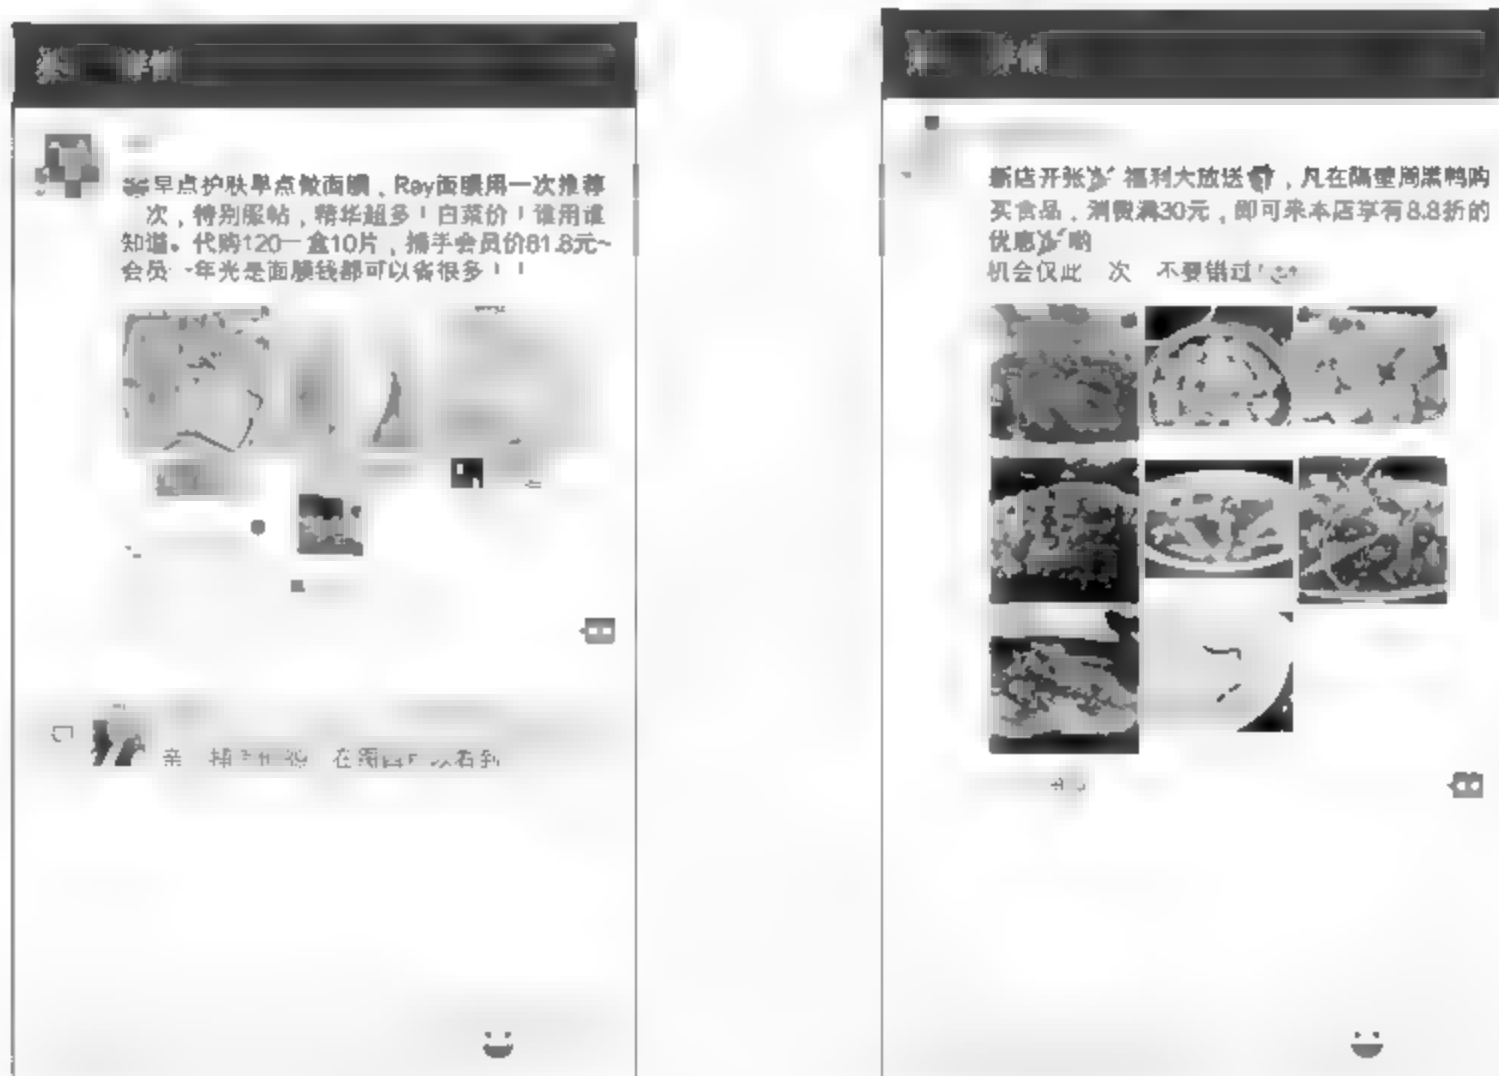 早点护肤早点做面膜，Ray面膜用一次推荐
次，特别服帖，精华超多！白菜价！谁用谁
知道。代购120一盒10片，捕手会员价81.8元~
会员一年光是面膜钱都可以省很多！！
亲 在 可以看到
新店开张 福利大放送，凡在隔壁周黑鸭购
买食品，消费满30元，即可来本店享有8.8折的
优惠哟
机会仅此 次 不要错过